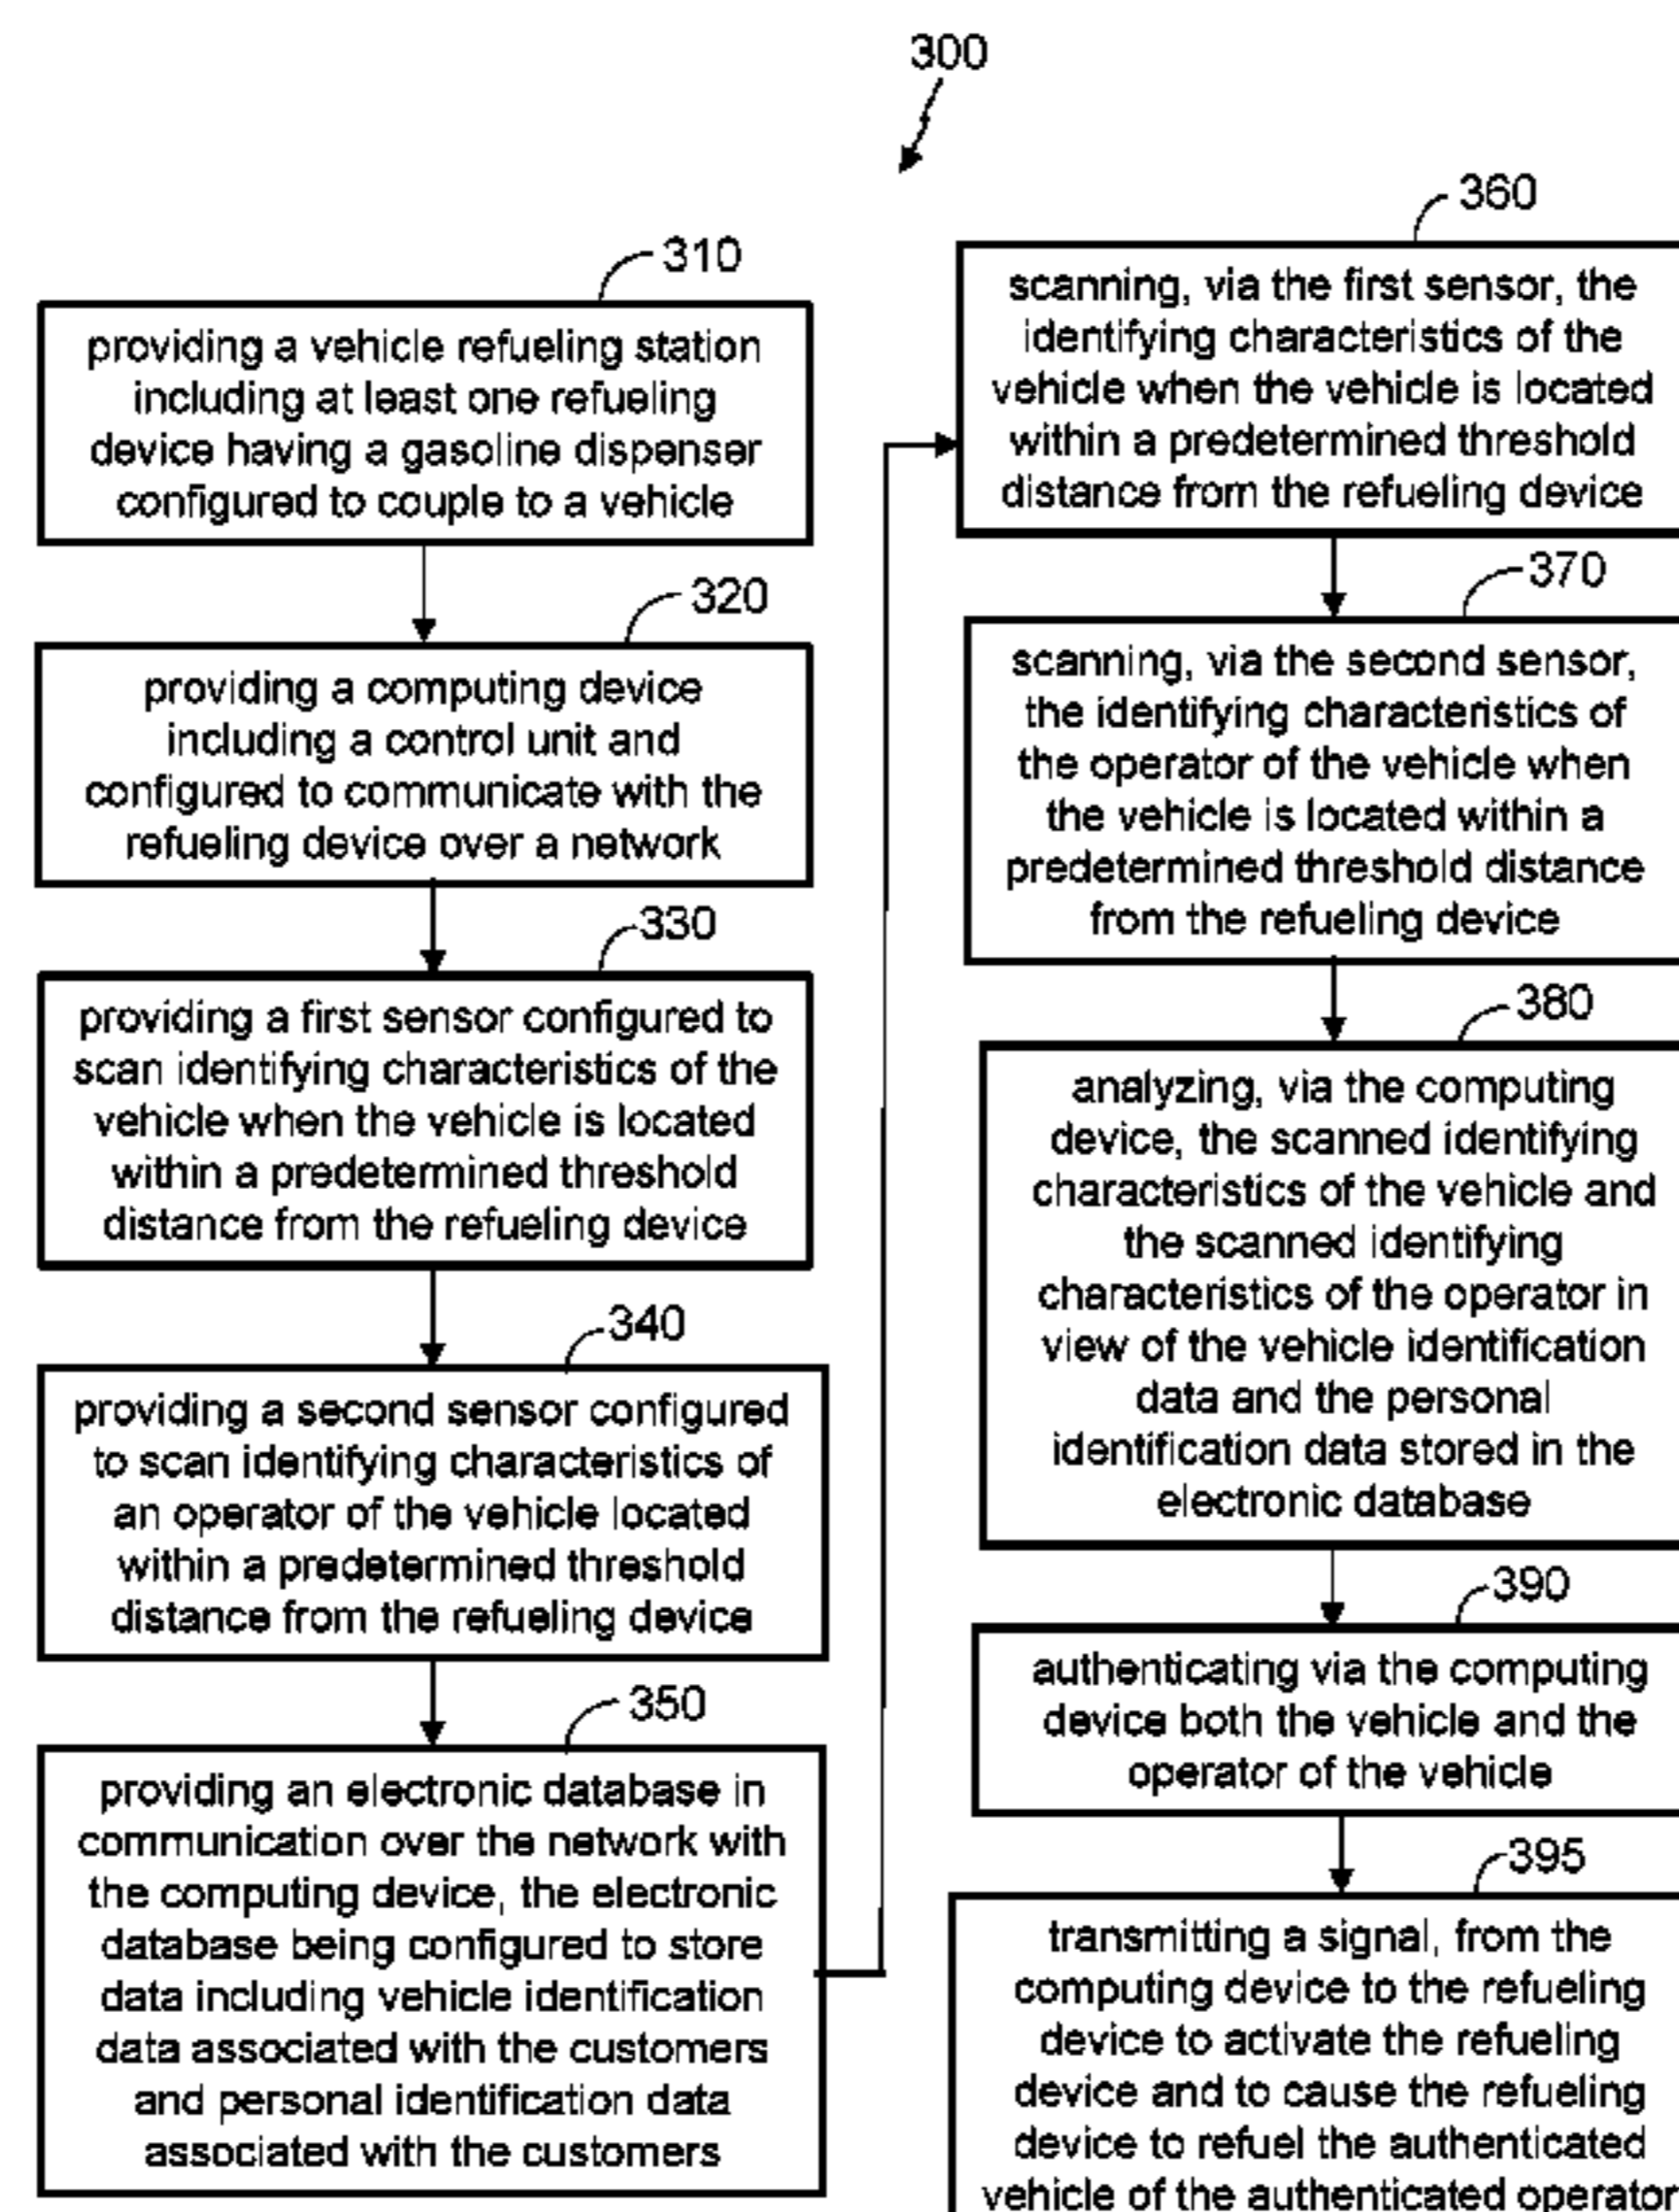 300
310
providing a vehicle refueling station
including at least one refueling
device having a gasoline dispenser
configured to couple to a vehicle
320
providing a computing device
including a control unit and
configured to communicate with the
refueling device over a network
330
providing a first sensor configured to
scan identifying characteristics of the
vehicle when the vehicle is located
within a predetermined threshold
distance from the refueling device
340
providing a second sensor configured
to scan identifying characteristics of
an operator of the vehicle located
within a predetermined threshold
distance from the refueling device
350
providing an electronic database in
communication over the network with
the computing device, the electronic
database being configured to store
data including vehicle identification
data associated with the customers
and personal identification data
associated with the customers
360
scanning, via the first sensor, the
identifying characteristics of the
vehicle when the vehicle is located
within a predetermined threshold
distance from the refueling device
370
scanning, via the second sensor,
the identifying characteristics of
the operator of the vehicle when
the vehicle is located within a
predetermined threshold distance
from the refueling device
380
analyzing, via the computing
device, the scanned identifying
characteristics of the vehicle and
the scanned identifying
characteristics of the operator in
view of the vehicle identification
data and the personal
identification data stored in the
electronic database
390
authenticating via the computing
device both the vehicle and the
operator of the vehicle
395
transmitting a signal, from the
computing device to the refueling
device to activate the refueling
device and to cause the refueling
device to refuel the authenticated
vehicle of the authenticated operator